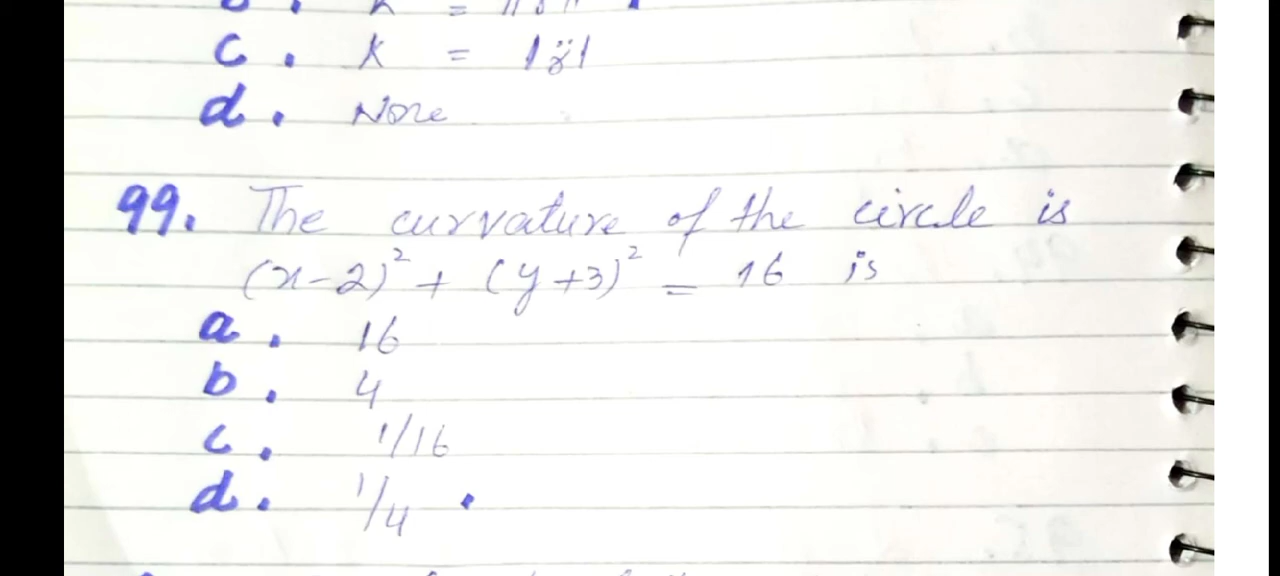 c. K =
d. None
99. The curvature of the circle is
(x-2)² + (y+3)² = 16 is
a. 16
b. 4
c. 1/16
d. 1/4 .